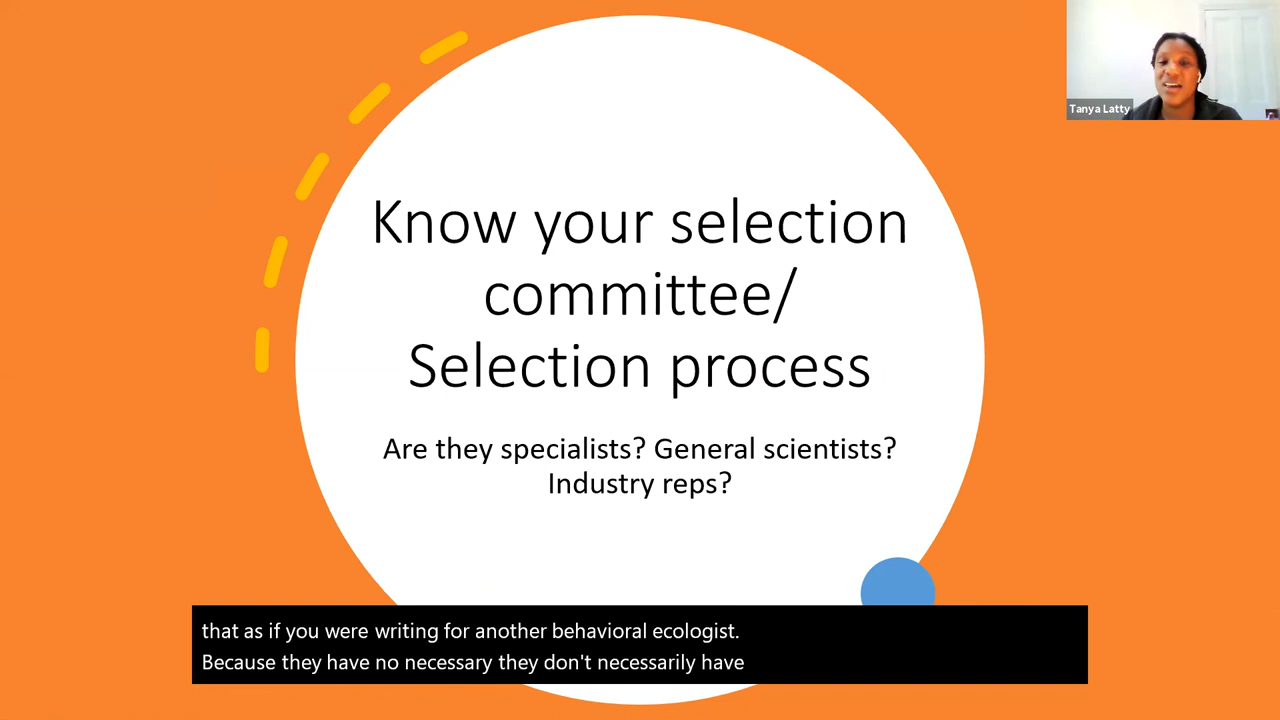 Tanya Latty
Know your selection
committee/
Selection process
Are they specialists? General scientists?
Industry reps?
that as if you were writing for another behavioral ecologist.
Because they have no necessary they don't necessarily have